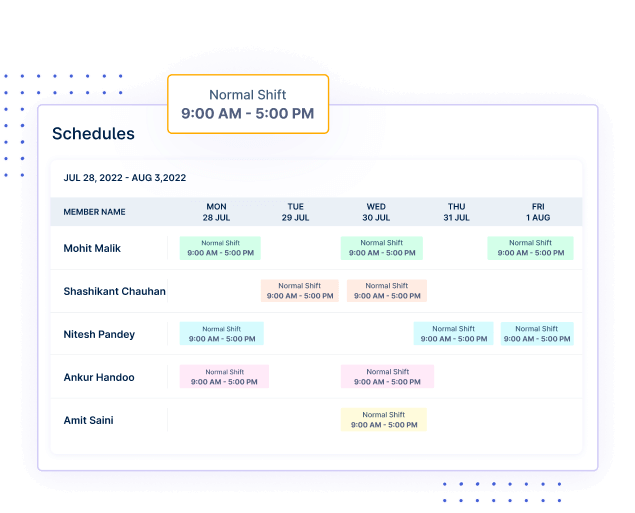 Normal Shift
9:00 AM - 5:00 PM
Schedules
JUL 28, 2022 - AUG 3,2022
MEMBER NAME MON TUE WED THU FRI
28 JUL 29 JUL 30 JUL 31 JUL 1 AUG
Mohit Malik Normal Shift Normal Shift Normal Shift
9:00 AM - 5:00 PM 9:00 AM - 5:00 PM 9:00 AM - 5:00 PM
Shashikant Chauhan Normal Shift Normal Shift
9:00 AM - 5:00 PM 9:00 AM - 5:00 PM
Nitesh Pandey Normal Shift Normal Shift Normal Shift
9:00 AM - 5:00 PM 9:00 AM - 5:00 PM 9:00 AM - 5:00 PM
Ankur Handoo Normal Shift Normal Shift
9:00 AM - 5:00 PM 9:00 AM - 5:00 PM
Amit Saini Normal Shift
9:00 AM - 5:00 PM